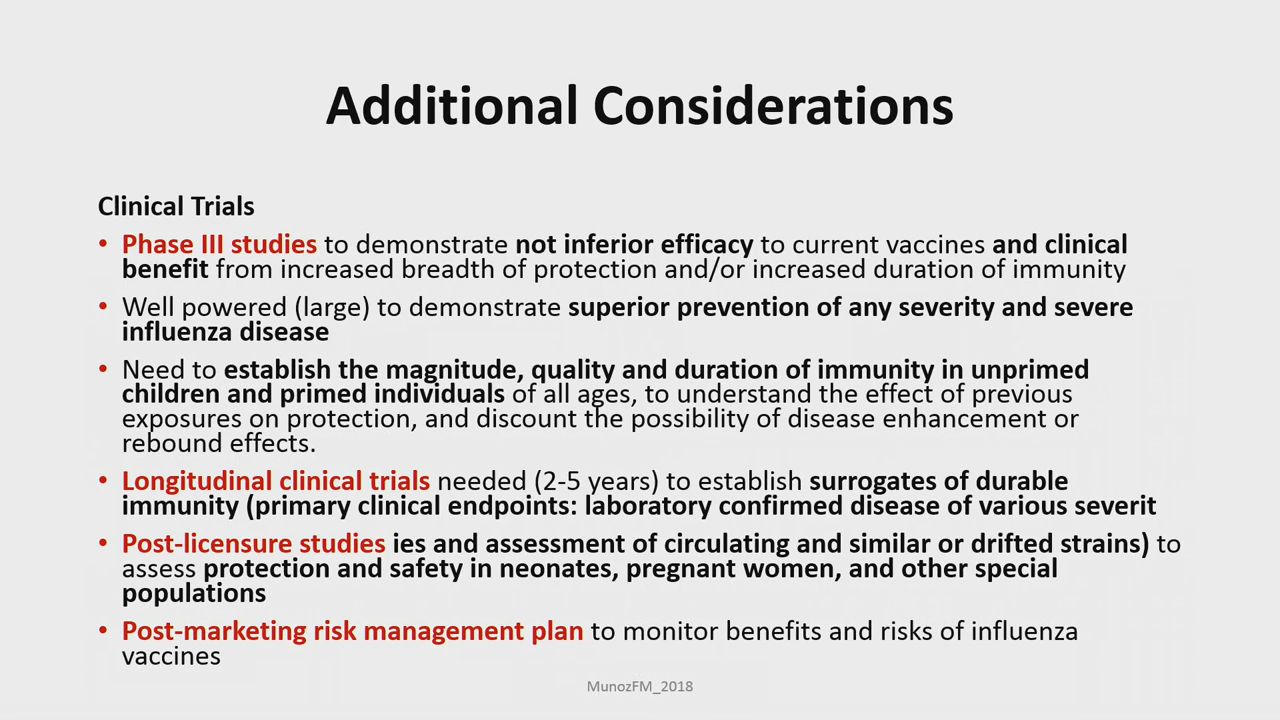 Additional Considerations
Clinical Trials
• Phase III studies to demonstrate not inferior efficacy to current vaccines and clinical
benefit from increased breadth of protection and/or increased duration of immunity
• Well powered (large) to demonstrate superior prevention of any severity and severe
influenza disease
• Need to establish the magnitude, quality and duration of immunity in unprimed
children and primed individuals of all ages, to understand the effect of previous
exposures on protection, and discount the possibility of disease enhancement or
rebound effects.
• Longitudinal clinical trials needed (2-5 years) to establish surrogates of durable
immunity (primary clinical endpoints: laboratory confirmed disease of various severit
• Post-licensure studies ies and assessment of circulating and similar or drifted strains) to
assess protection and safety in neonates, pregnant women, and other special
populations
• Post-marketing risk management plan to monitor benefits and risks of influenza
vaccines
MunozFM_2018